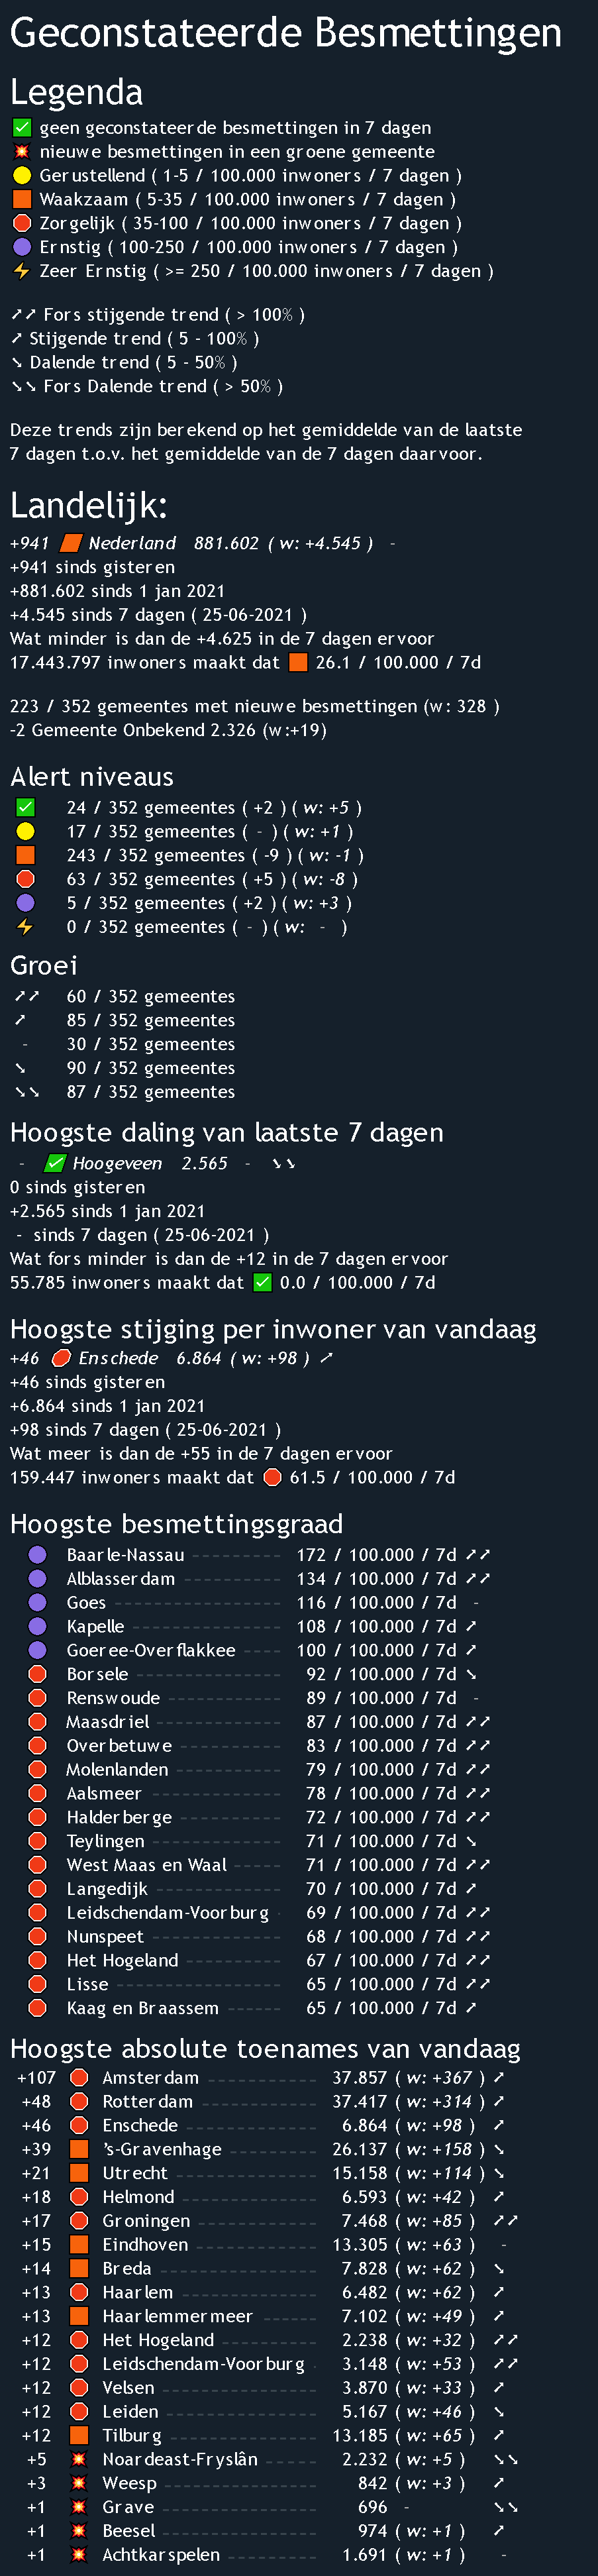 Geconstateerde Besmettingen
Legenda
✅ geen geconstateerde besmettingen in 7 dagen
💥 nieuwe besmettingen in een groene gemeente
🟡 Gerustellend ( 1-5 / 100.000 inwoners / 7 dagen )
🟧 Waakzaam ( 5-35 / 100.000 inwoners / 7 dagen )
🛑 Zorgelijk ( 35-100 / 100.000 inwoners / 7 dagen )
🟣 Ernstig ( 100-250 / 100.000 inwoners / 7 dagen )
⚡ Zeer Ernstig ( >= 250 / 100.000 inwoners / 7 dagen )
➚➚ Fors stijgende trend ( > 100% )
➚ Stijgende trend ( 5 - 100% )
➘ Dalende trend ( 5 - 50% )
➘➘ Fors Dalende trend ( > 50% )
Deze trends zijn berekend op het gemiddelde van de laatste
7 dagen t.o.v. het gemiddelde van de 7 dagen daarvoor.
Landelijk:
+941 🟧 Nederland 881.602 ( w: +4.545 ) -
+941 sinds gisteren
+881.602 sinds 1 jan 2021
+4.545 sinds 7 dagen ( 25-06-2021 )
Wat minder is dan de +4.625 in de 7 dagen ervoor
17.443.797 inwoners maakt dat 🟧 26.1 / 100.000 / 7d
223 / 352 gemeentes met nieuwe besmettingen (w: 328 )
-2 Gemeente Onbekend 2.326 (w:+19)
Alert niveaus
✅ 24 / 352 gemeentes ( +2 ) ( w: +5 )
🟡 17 / 352 gemeentes ( - ) ( w: +1 )
🟧 243 / 352 gemeentes ( -9 ) ( w: -1 )
🛑 63 / 352 gemeentes ( +5 ) ( w: -8 )
🟣 5 / 352 gemeentes ( +2 ) ( w: +3 )
⚡ 0 / 352 gemeentes ( - ) ( w: - )
Groei
➚➚ 60 / 352 gemeentes
➚ 85 / 352 gemeentes
- 30 / 352 gemeentes
➘ 90 / 352 gemeentes
➘➘ 87 / 352 gemeentes
Hoogste daling van laatste 7 dagen
- ✅ Hoogeveen 2.565 - ➘➘
0 sinds gisteren
+2.565 sinds 1 jan 2021
- sinds 7 dagen ( 25-06-2021 )
Wat fors minder is dan de +12 in de 7 dagen ervoor
55.785 inwoners maakt dat ✅ 0.0 / 100.000 / 7d
Hoogste stijging per inwoner van vandaag
+46 🛑 Enschede 6.864 ( w: +98 ) ➚
+46 sinds gisteren
+6.864 sinds 1 jan 2021
+98 sinds 7 dagen ( 25-06-2021 )
Wat meer is dan de +55 in de 7 dagen ervoor
159.447 inwoners maakt dat 🛑 61.5 / 100.000 / 7d
Hoogste besmettingsgraad
🟣 Baarle-Nassau 172 / 100.000 / 7d ➚➚
🟣 Alblasserdam 134 / 100.000 / 7d ➚➚
🟣 Goes 116 / 100.000 / 7d -
🟣 Kapelle 108 / 100.000 / 7d ➚
🟣 Goeree-Overflakkee 100 / 100.000 / 7d ➚
🛑 Borsele 92 / 100.000 / 7d ➘
🛑 Renswoude 89 / 100.000 / 7d -
🛑 Maasdriel 87 / 100.000 / 7d ➚➚
🛑 Overbetuwe 83 / 100.000 / 7d ➚➚
🛑 Molenlanden 79 / 100.000 / 7d ➚➚
🛑 Aalsmeer 78 / 100.000 / 7d ➚➚
🛑 Halderberge 72 / 100.000 / 7d ➚➚
🛑 Teylingen 71 / 100.000 / 7d ➘
🛑 West Maas en Waal 71 / 100.000 / 7d ➚➚
🛑 Langedijk 70 / 100.000 / 7d ➚
🛑 Leidschendam-Voorburg 69 / 100.000 / 7d ➚➚
🛑 Nunspeet 68 / 100.000 / 7d ➚➚
🛑 Het Hogeland 67 / 100.000 / 7d ➚➚
🛑 Lisse 65 / 100.000 / 7d ➚➚
🛑 Kaag en Braassem 65 / 100.000 / 7d ➚
Hoogste absolute toenames van vandaag
+107 🛑 Amsterdam 37.857 ( w: +367 ) ➚
+48 🛑 Rotterdam 37.417 ( w: +314 ) ➚
+46 🛑 Enschede 6.864 ( w: +98 ) ➚
+39 🟧 's-Gravenhage 26.137 ( w: +158 ) ➘
+21 🟧 Utrecht 15.158 ( w: +114 ) ➘
+18 🛑 Helmond 6.593 ( w: +42 ) ➚
+17 🛑 Groningen 7.468 ( w: +85 ) ➚➚
+15 🟧 Eindhoven 13.305 ( w: +63 ) -
+14 🟧 Breda 7.828 ( w: +62 ) ➘
+13 🛑 Haarlem 6.482 ( w: +62 ) ➚
+13 🟧 Haarlemmermeer 7.102 ( w: +49 ) ➚
+12 🛑 Het Hogeland 2.238 ( w: +32 ) ➚➚
+12 🛑 Leidschendam-Voorburg 3.148 ( w: +53 ) ➚➚
+12 🛑 Velsen 3.870 ( w: +33 ) ➚
+12 🛑 Leiden 5.167 ( w: +46 ) ➘
+12 🟧 Tilburg 13.185 ( w: +65 ) ➚
+5 💥 Noardeast-Fryslân 2.232 ( w: +5 ) ➘➘
+3 💥 Weesp 842 ( w: +3 ) ➚
+1 💥 Grave 696 - ➘➘
+1 💥 Beesel 974 ( w: +1 ) ➚
+1 💥 Achtkarspelen 1.691 ( w: +1 ) -